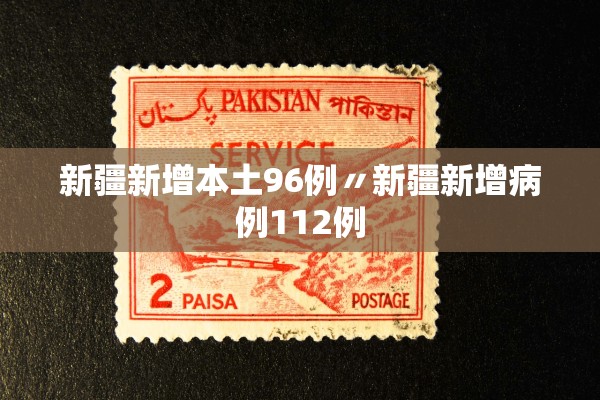 پاکستان PAKISTAN পাকিস্তান
SERVICE
新疆新增本土96例〃新疆新增病
例112例
2 PAISA POSTAGE